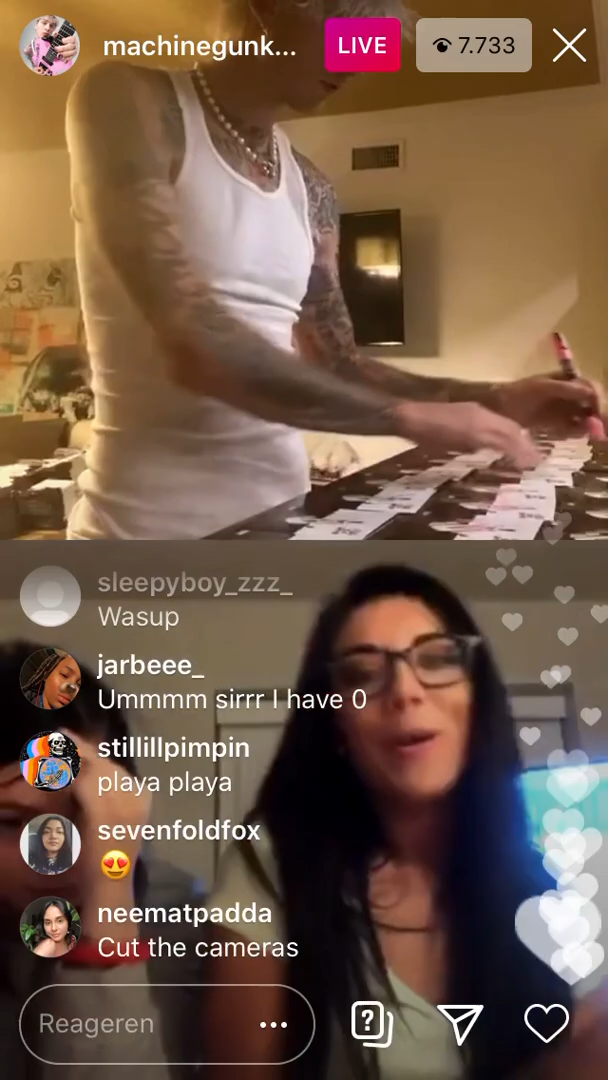 machinegunk...
LIVE
7.733
sleepyboy_zzz_
Wasup
jarbeee_
Ummmm sirrr I have 0
stillillpimpin
playa playa
sevenfoldfox
😍
neematpadda
Cut the cameras
Reageren